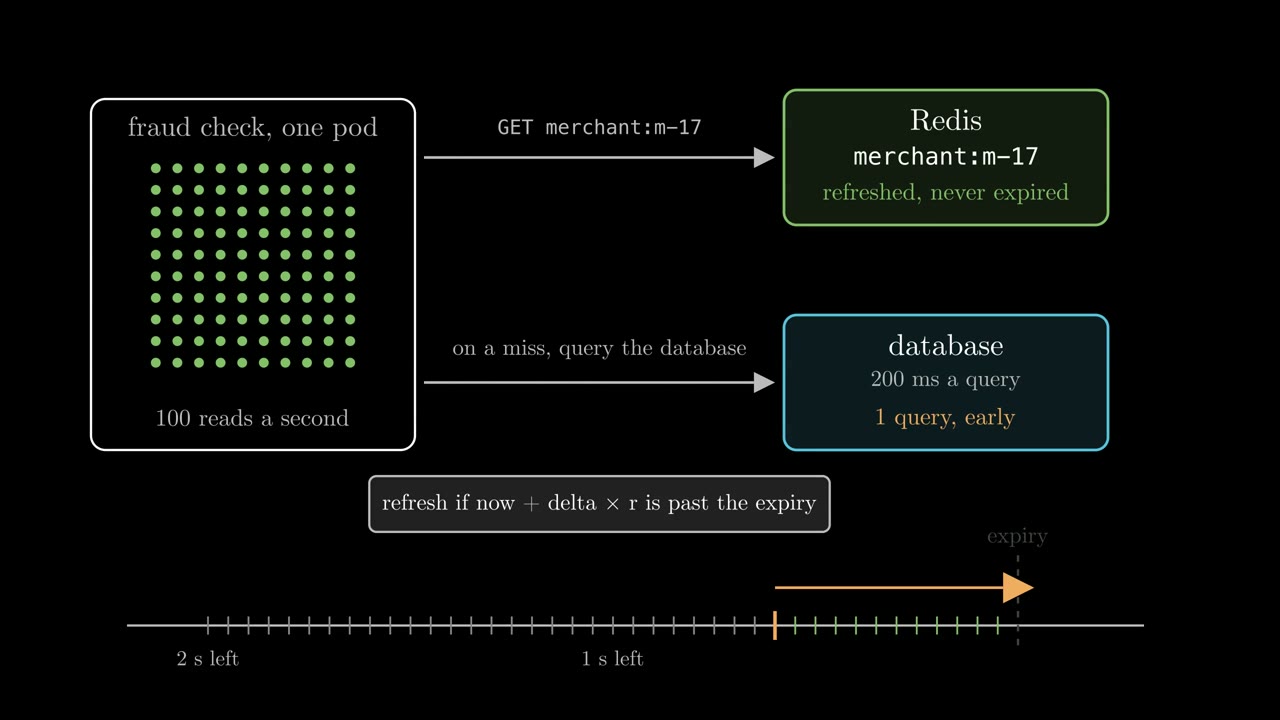 fraud check, one pod
100 reads a second
GET merchant:m-17
Redis
merchant:m-17
refreshed, never expired
on a miss, query the database
database
200 ms a query
1 query, early
refresh if now + delta × r is past the expiry
expiry
2 s left
1 s left